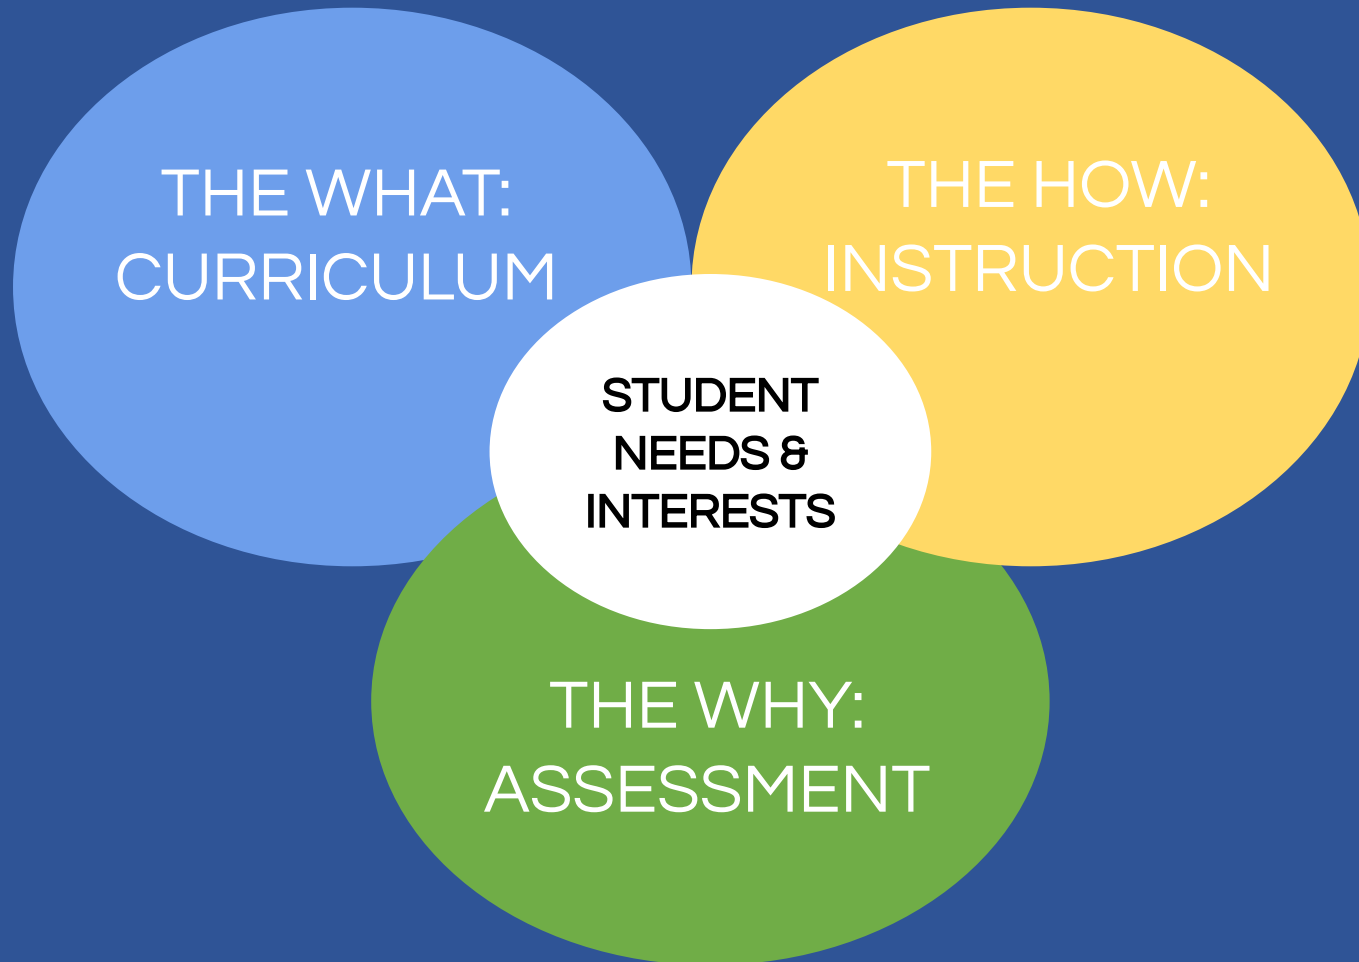 THE WHAT:
CURRICULUM
THE HOW:
INSTRUCTION
STUDENT
NEEDS &
INTERESTS
THE WHY:
ASSESSMENT